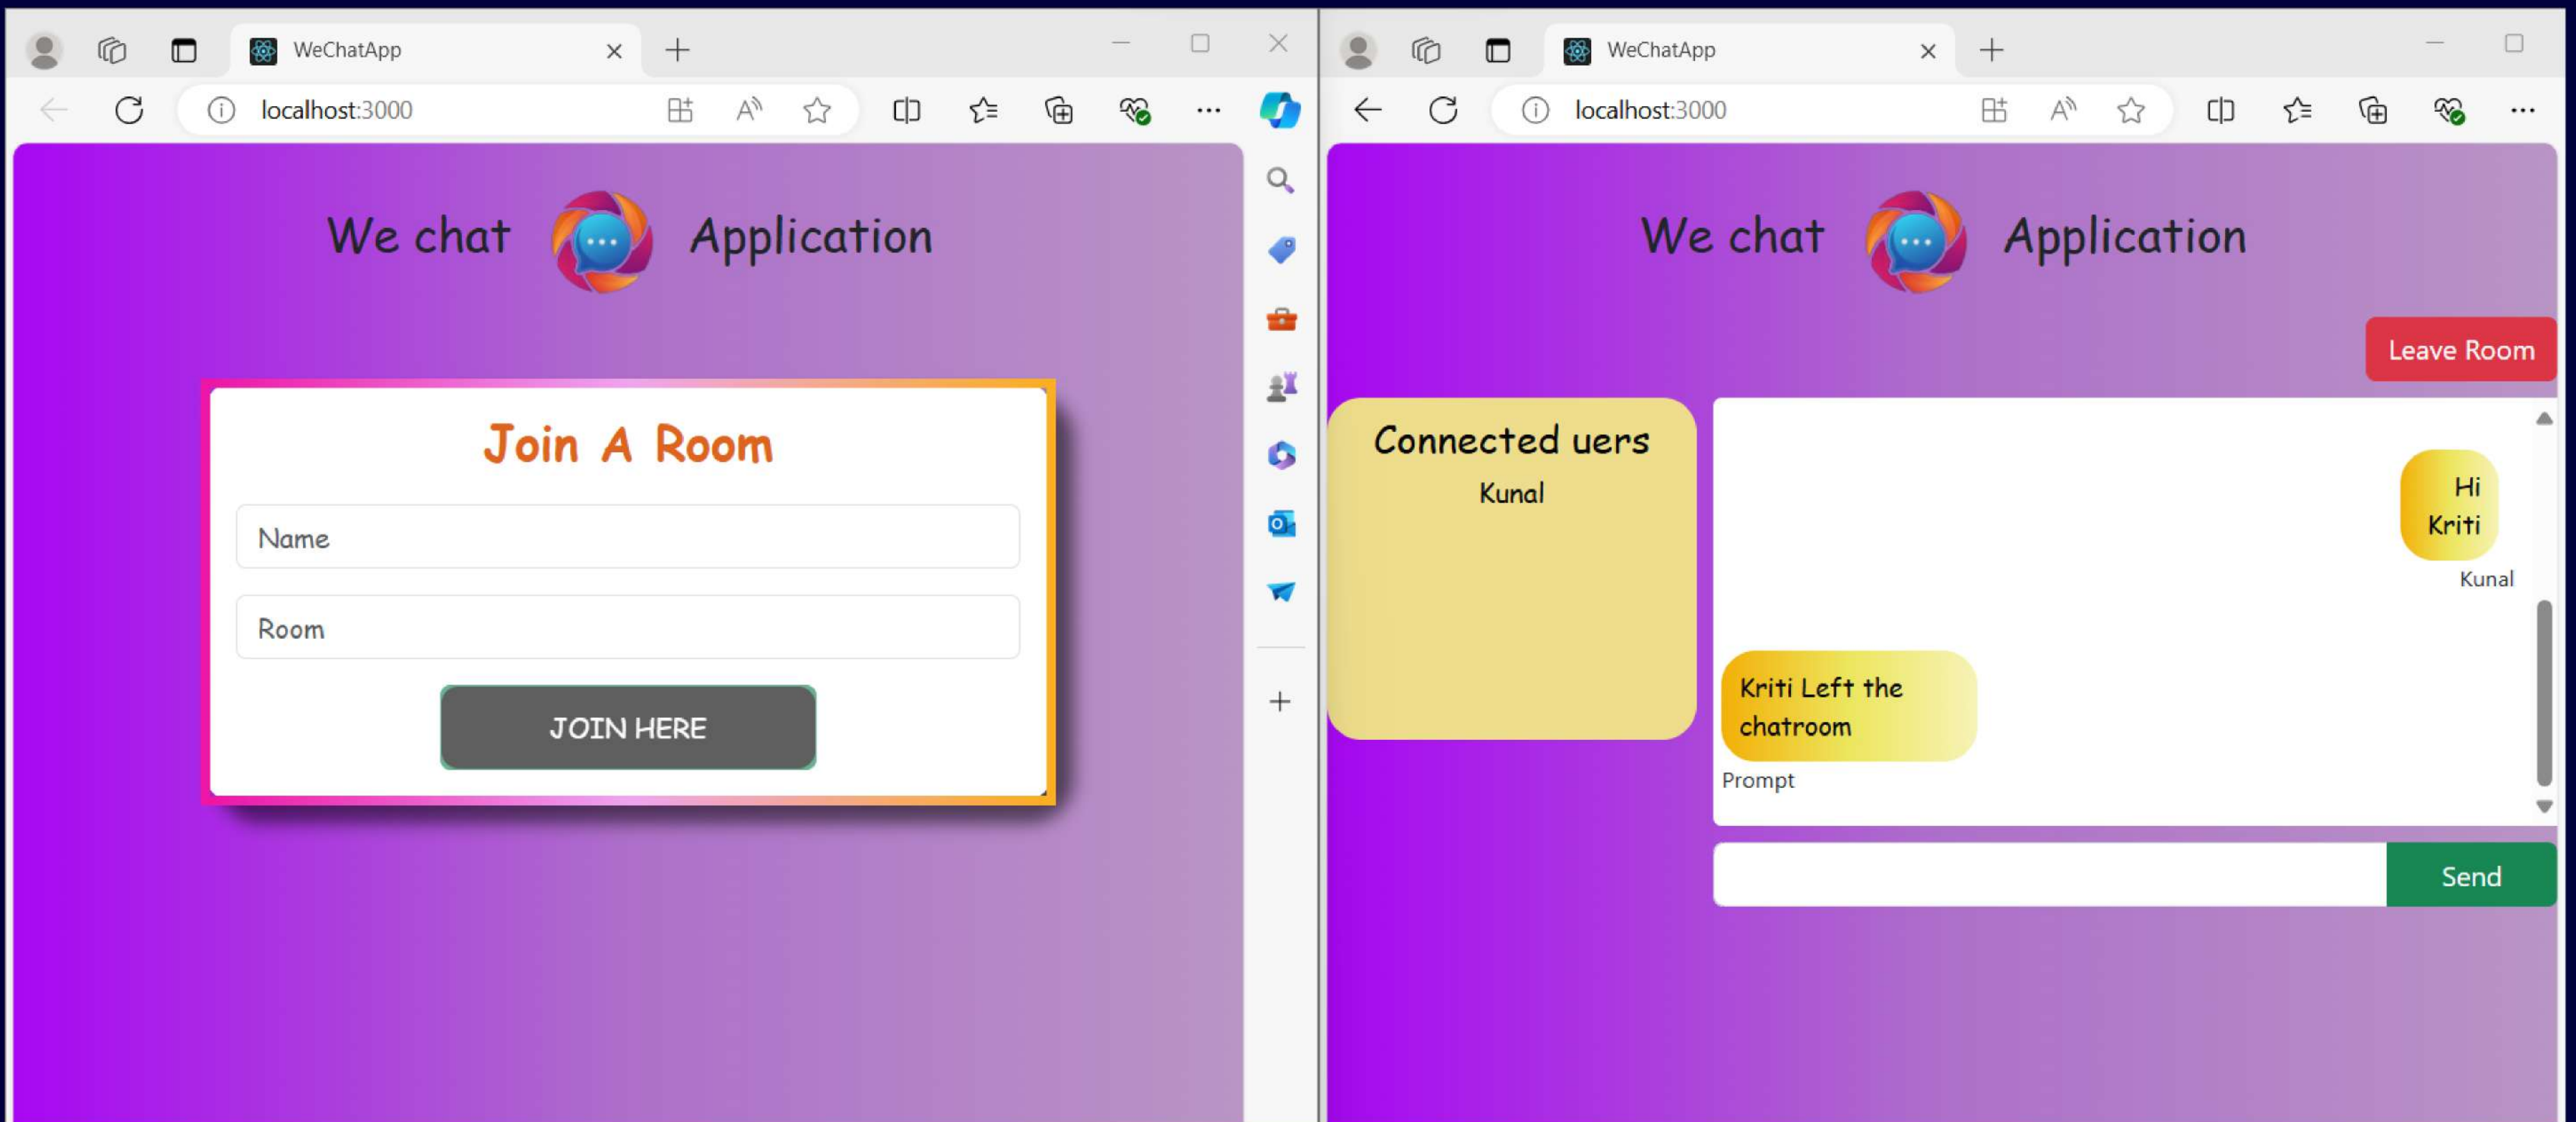 WeChatApp
localhost:3000
We chat Application
Join A Room
Name
Room
JOIN HERE
WeChatApp
localhost:3000
We chat Application
Leave Room
Connected uers
Kunal
Hi
Kriti
Kunal
Kriti Left the
chatroom
Prompt
Send